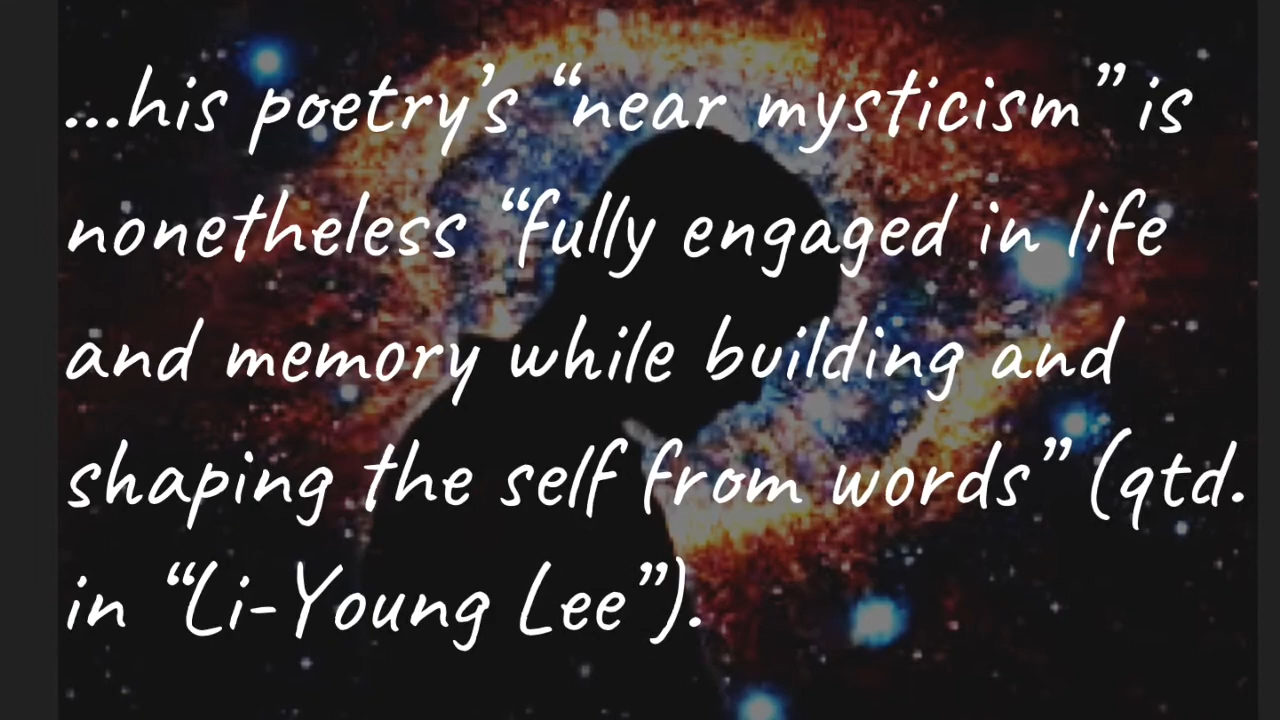 ...his poetry’s “near mysticism” is
nonetheless “fully engaged in life
and memory while building and
shaping the self from words” (qtd.
in “Li-Young Lee”).